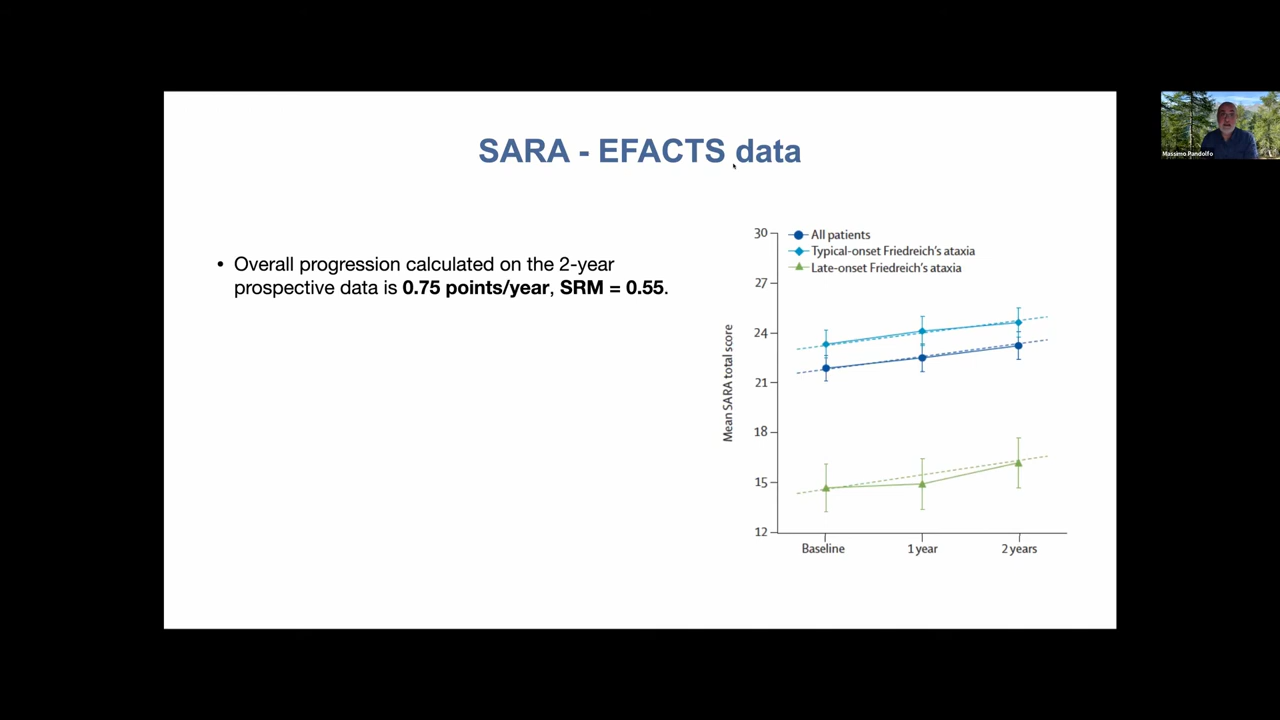 SARA - EFACTS data
• Overall progression calculated on the 2-year
prospective data is 0.75 points/year, SRM = 0.55.
All patients
Typical-onset Friedreich's ataxia
Late-onset Friedreich's ataxia
Mean SARA total score
30
27
24
21
18
15
12
Baseline
1 year
2 years
Massimo Pandolfo